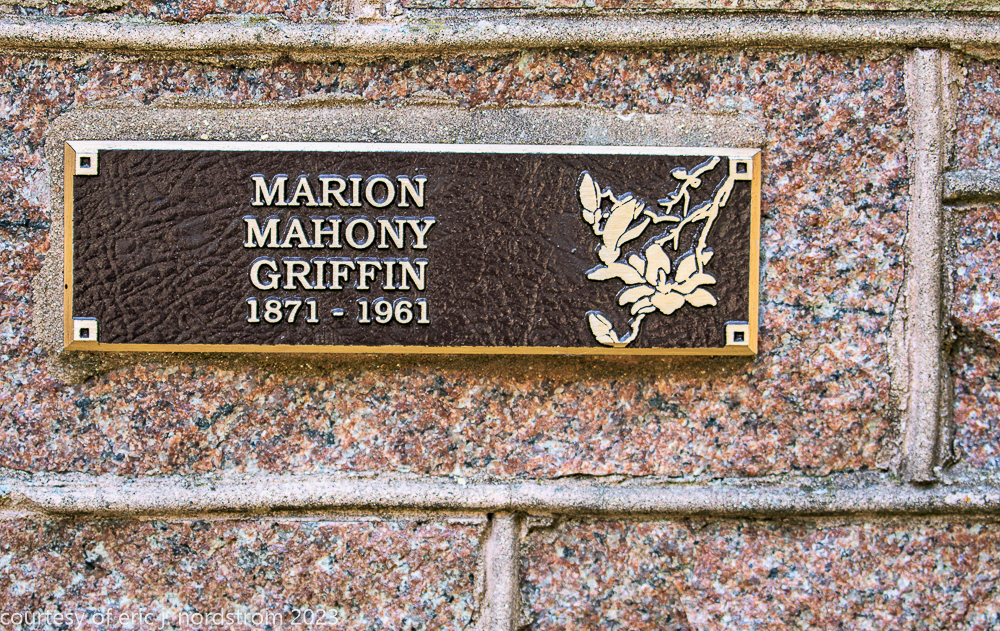 MARION
MAHONY
GRIFFIN
1871 - 1961
courtesy of eric j. nordstrom 2023